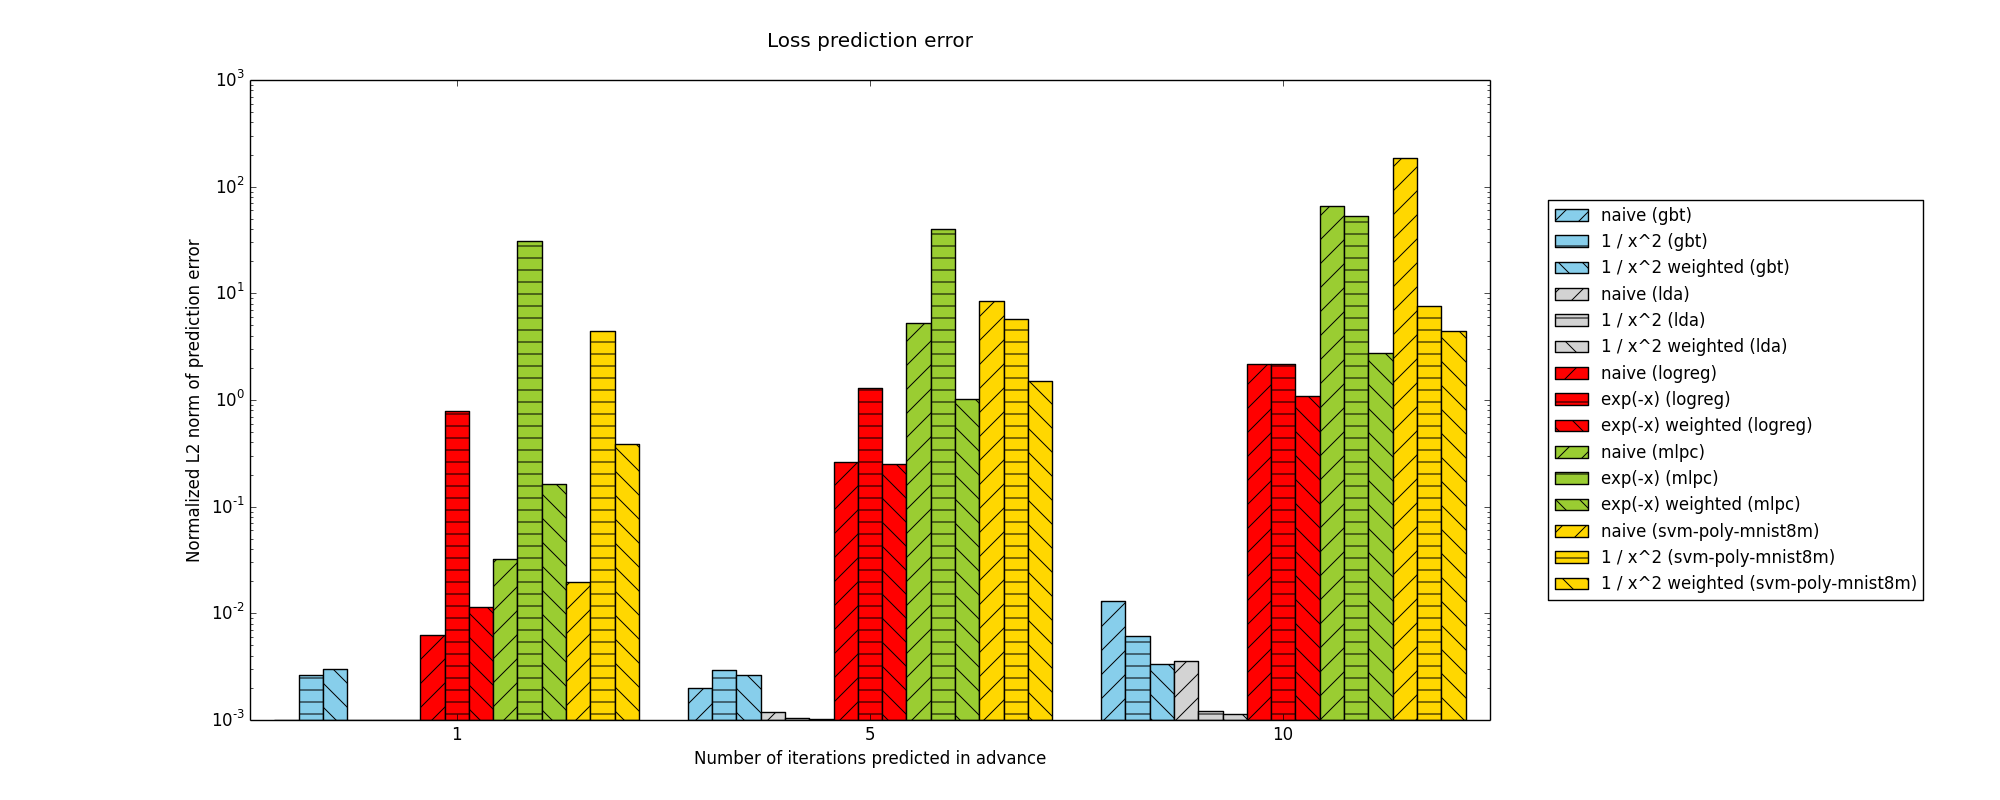 Loss prediction error
10^3
10^2
10^1
10^0
10^-1
10^-2
10^-3
Normalized L2 norm of prediction error
1
5
10
Number of iterations predicted in advance
naive (gbt)
1 / x^2 (gbt)
1 / x^2 weighted (gbt)
naive (lda)
1 / x^2 (lda)
1 / x^2 weighted (lda)
naive (logreg)
exp(-x) (logreg)
exp(-x) weighted (logreg)
naive (mlpc)
exp(-x) (mlpc)
exp(-x) weighted (mlpc)
naive (svm-poly-mnist8m)
1 / x^2 (svm-poly-mnist8m)
1 / x^2 weighted (svm-poly-mnist8m)